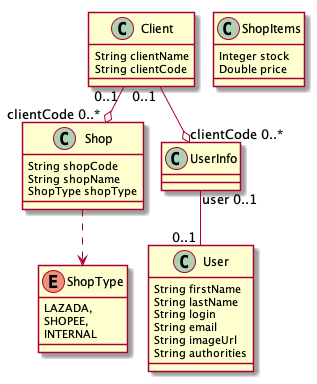 C Client
String clientName
String clientCode
C ShopItems
Integer stock
Double price
0..1 0..1
clientCode 0..*
clientCode 0..*
C Shop
String shopCode
String shopName
ShopType shopType
C UserInfo
user 0..1
0..1
E ShopType
LAZADA,
SHOPEE,
INTERNAL
C User
String firstName
String lastName
String login
String email
String imageUrl
String authorities